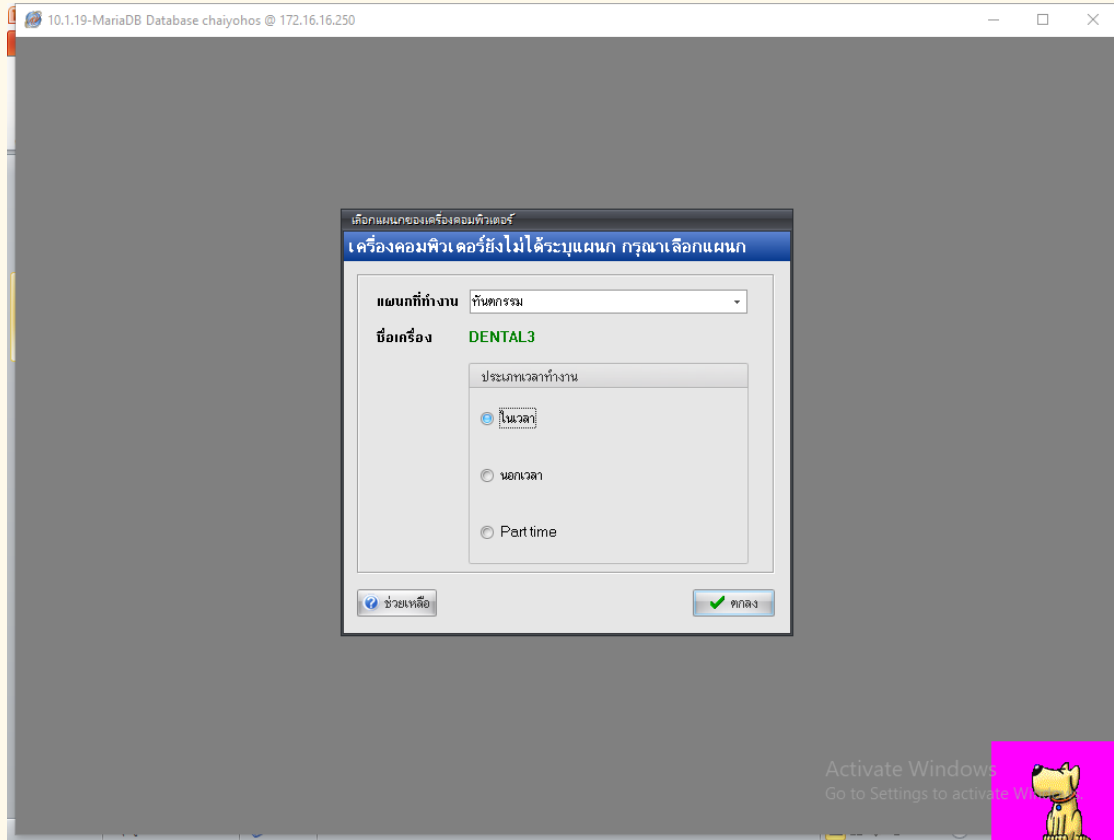 10.1.19-MariaDB Database chaiyohos @ 172.16.16.250
เลือกแผนกของเครื่องคอมพิวเตอร์
เครื่องคอมพิวเตอร์ยังไม่ได้ระบุแผนก กรุณาเลือกแผนก
แผนกที่ทำงาน ทันตกรรม
ชื่อเครื่อง DENTAL3
ประเภทเวลาทำงาน
ในเวลา
นอกเวลา
Part time
ช่วยเหลือ ตกลง
Activate Windows
Go to Settings to activate